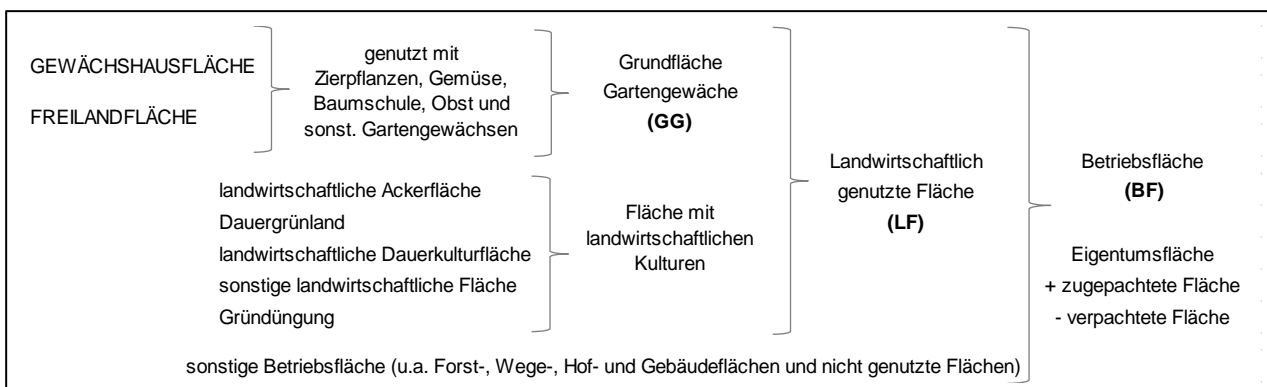 GEWÄCHSHAUSFLÄCHE
FREILANDFLÄCHE
genutzt mit
Zierpflanzen, Gemüse,
Baumschule, Obst und
sonst. Gartengewächsen
Grundfläche
Gartengewäche
(GG)
landwirtschaftliche Ackerfläche
Dauergrünland
landwirtschaftliche Dauerkulturfläche
sonstige landwirtschaftliche Fläche
Gründüngung
Fläche mit
landwirtschaftlichen
Kulturen
Landwirtschaftlich
genutzte Fläche
(LF)
Betriebsfläche
(BF)
Eigentumsfläche
+ zugepachtete Fläche
- verpachtete Fläche
sonstige Betriebsfläche (u.a. Forst-, Wege-, Hof- und Gebäudeflächen und nicht genutzte Flächen)